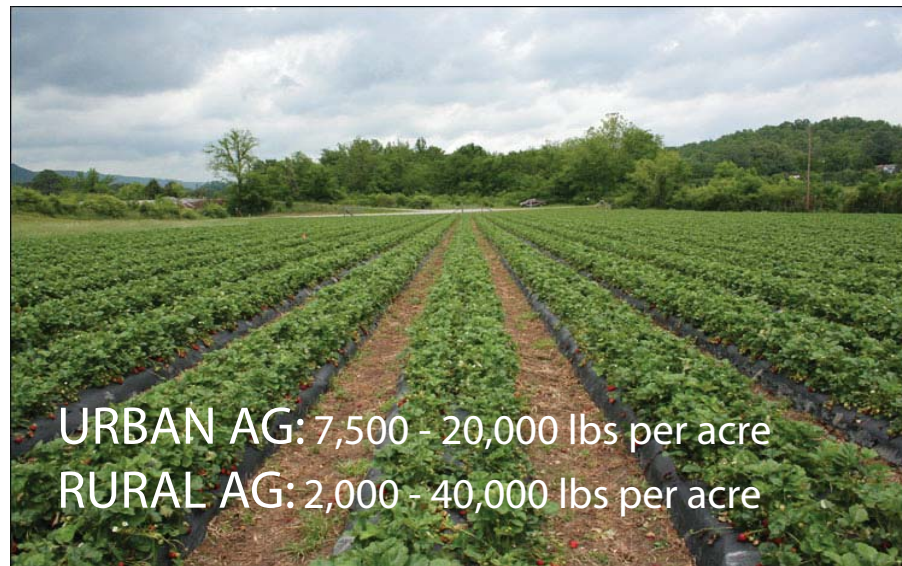 URBAN AG: 7,500 - 20,000 lbs per acre
RURAL AG: 2,000 - 40,000 lbs per acre